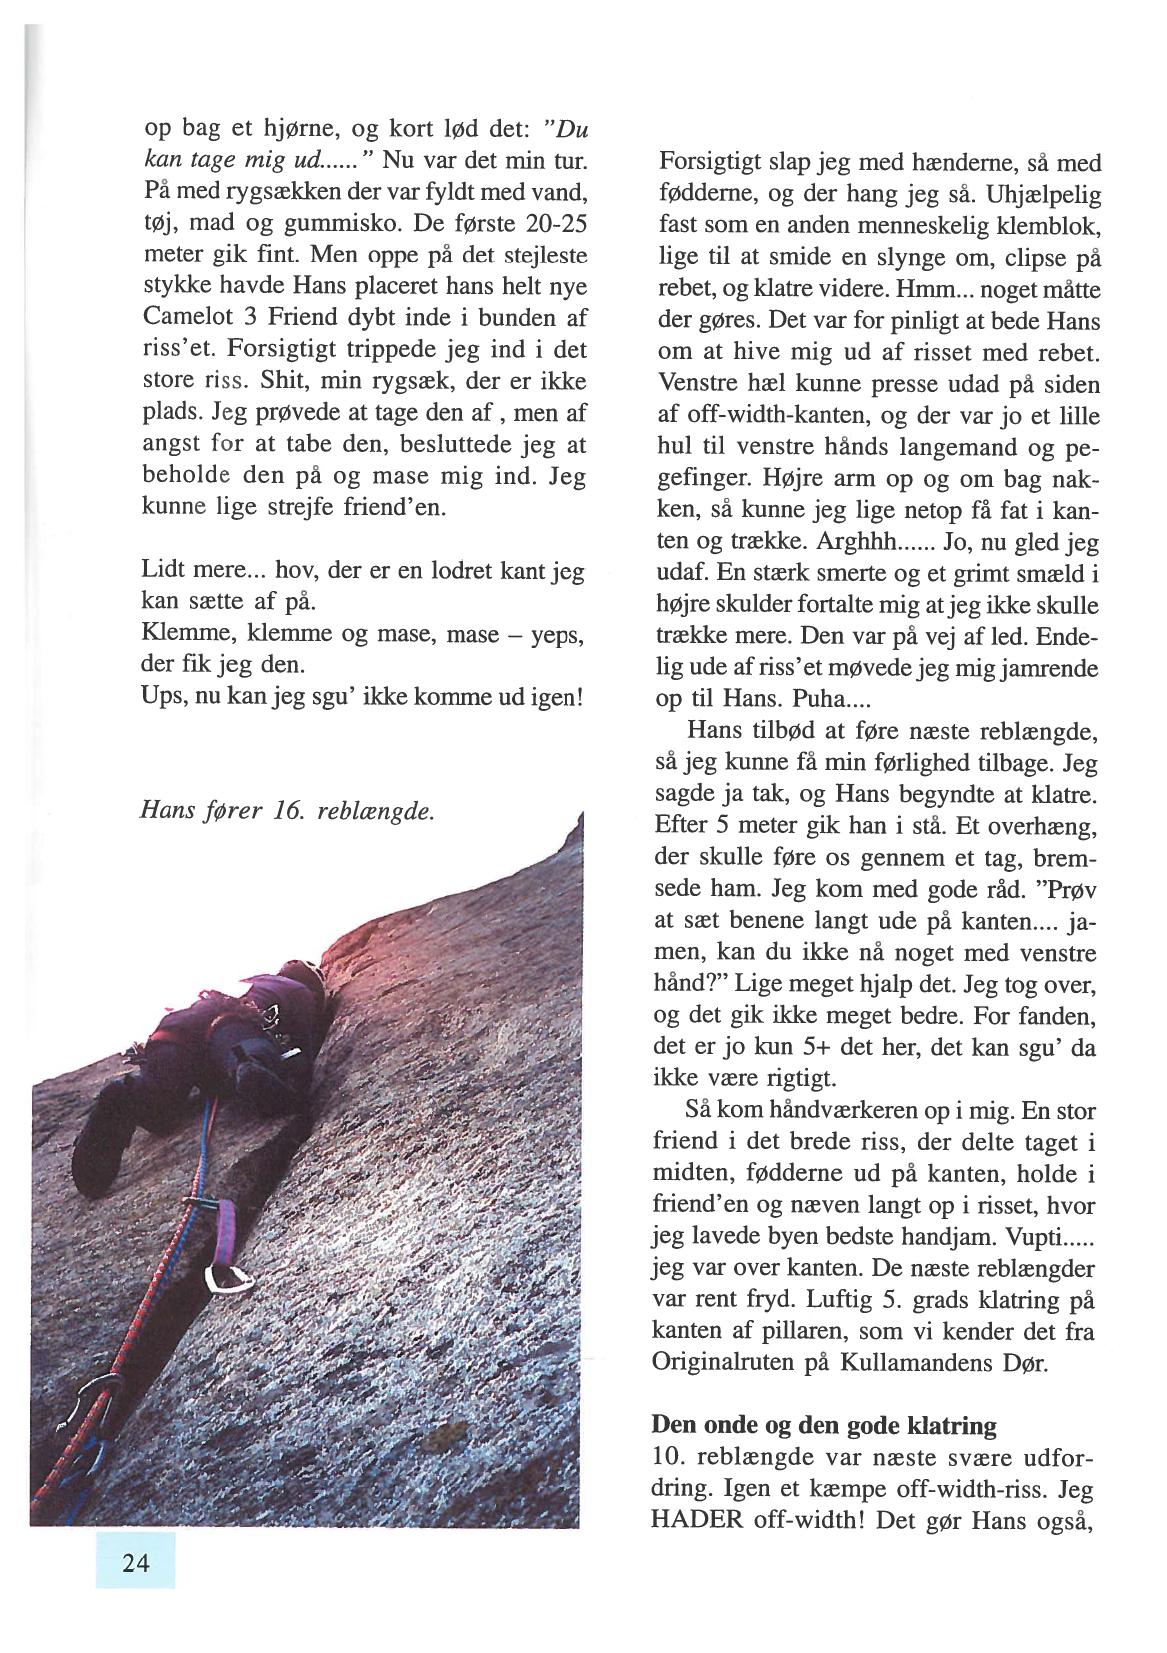 op bag et hjørne, og kort lød det: ”Du
kan tage mig ud......” Nu var det min tur.
På med rygsækken der var fyldt med vand,
tøj, mad og gummisko. De første 20-25
meter gik fint. Men oppe på det stejleste
stykke havde Hans placeret hans helt nye
Camelot 3 Friend dybt inde i bunden af
riss’et. Forsigtigt trippede jeg ind i det
store riss. Shit, min rygsæk, der er ikke
plads. Jeg prøvede at tage den af , men af
angst for at tabe den, besluttede jeg at
beholde den på og mase mig ind. Jeg
kunne lige strejfe friend’en.
Lidt mere... hov, der er en lodret kant jeg
kan sætte af på.
Klemme, klemme og mase, mase – yeps,
der fik jeg den.
Ups, nu kan jeg sgu’ ikke komme ud igen!
Hans fører 16. reblængde.
24
Forsigtigt slap jeg med hænderne, så med
fødderne, og der hang jeg så. Uhjælpelig
fast som en anden menneskelig klemblok,
lige til at smide en slynge om, clipse på
rebet, og klatre videre. Hmm... noget måtte
der gøres. Det var for pinligt at bede Hans
om at hive mig ud af risset med rebet.
Venstre hæl kunne presse udad på siden
af off-width-kanten, og der var jo et lille
hul til venstre hånds langemand og pe-
gefinger. Højre arm op og om bag nak-
ken, så kunne jeg lige netop få fat i kan-
ten og trække. Arghhh...... Jo, nu gled jeg
udaf. En stærk smerte og et grimt smæld i
højre skulder fortalte mig at jeg ikke skulle
trække mere. Den var på vej af led. Ende-
lig ude af riss’et møvede jeg mig jamrende
op til Hans. Puha....
Hans tilbød at føre næste reblængde,
så jeg kunne få min førlighed tilbage. Jeg
sagde ja tak, og Hans begyndte at klatre.
Efter 5 meter gik han i stå. Et overhæng,
der skulle føre os gennem et tag, brem-
sede ham. Jeg kom med gode råd. ”Prøv
at sæt benene langt ude på kanten.... ja-
men, kan du ikke nå noget med venstre
hånd?” Lige meget hjalp det. Jeg tog over,
og det gik ikke meget bedre. For fanden,
det er jo kun 5+ det her, det kan sgu’ da
ikke være rigtigt.
Så kom håndværkeren op i mig. En stor
friend i det brede riss, der delte taget i
midten, fødderne ud på kanten, holde i
friend’en og næven langt op i risset, hvor
jeg lavede byen bedste handjam. Vupti.....
jeg var over kanten. De næste reblængder
var rent fryd. Luftig 5. grads klatring på
kanten af pillaren, som vi kender det fra
Originalruten på Kullamandens Dør.
Den onde og den gode klatring
10. reblængde var næste svære udfor-
dring. Igen et kæmpe off-width-riss. Jeg
HADER off-width! Det gør Hans også,